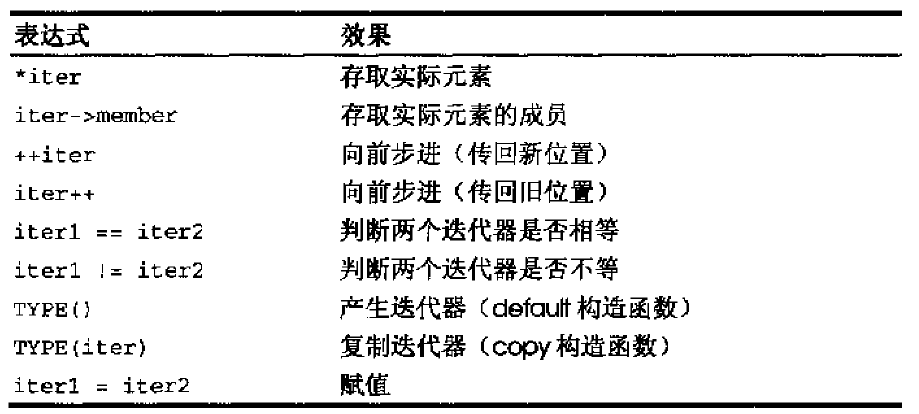 表达式 效果
*iter 存取实际元素
iter->member 存取实际元素的成员
++iter 向前步进（传回新位置）
iter++ 向前步进（传回旧位置）
iter1 == iter2 判断两个迭代器是否相等
iter1 != iter2 判断两个迭代器是否不等
TYPE() 产生迭代器（default 构造函数）
TYPE(iter) 复制迭代器（copy 构造函数）
iter1 = iter2 赋值